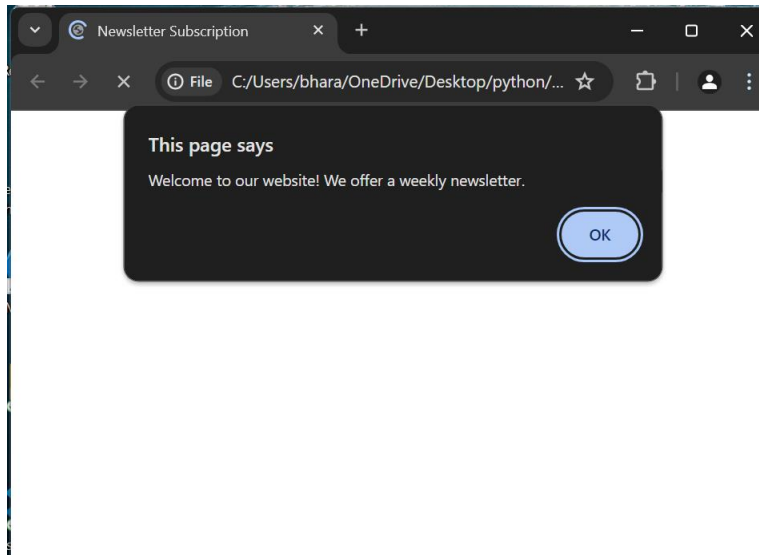 Newsletter Subscription
File C:/Users/bhara/OneDrive/Desktop/python/...
This page says
Welcome to our website! We offer a weekly newsletter.
OK